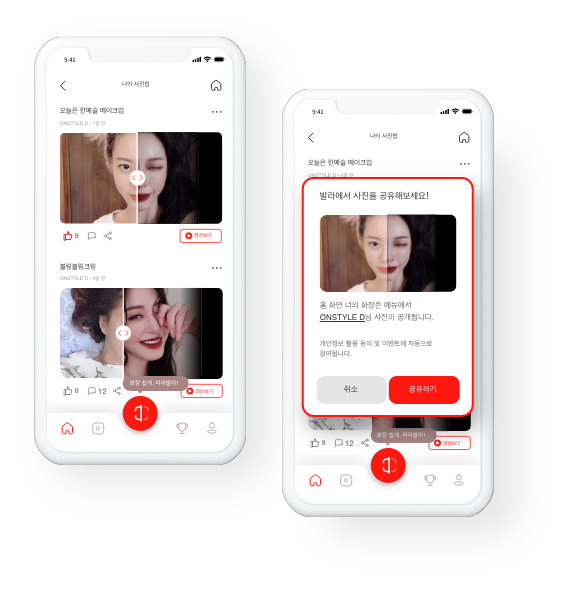 9:41
나의 사진첩
오늘은 한예슬 메이크업
ONSTYLE D • 1일 전
9
영상보기
블링블링크링
ONSTYLE D • 4일 전
화장 쉽게, 따라발라!
8
12
영상보기
9:41
나의 사진첩
오늘은 한예슬 메이크업
ONSTYLE D • 1일 전
발라에서 사진을 공유해보세요!
홈 화면 너의 화장은 메뉴에서
ONSTYLE D님 사진이 공개됩니다.
개인정보 활용 동의 및 이벤트에 자동으로
참여됩니다.
취소
공유하기
화장 쉽게, 따라발라!
8
12
영상보기